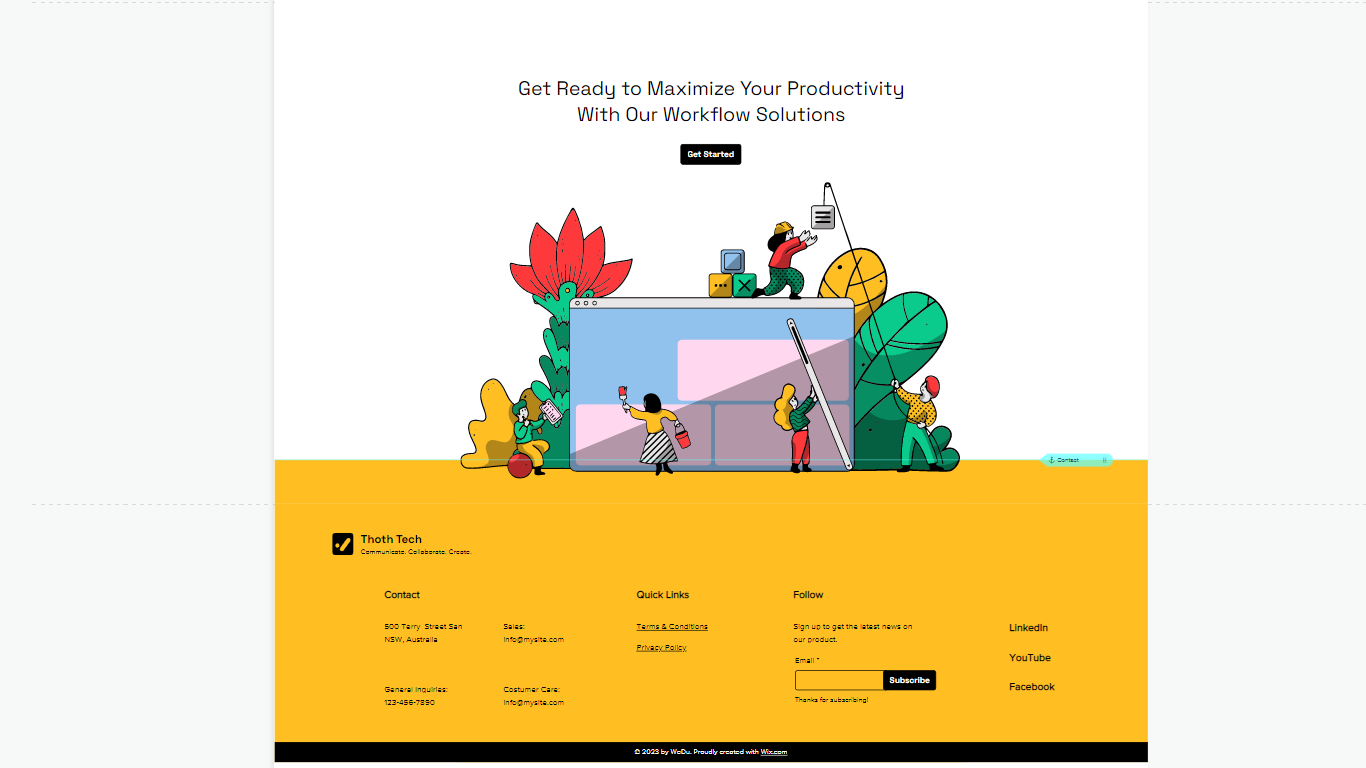 Get Ready to Maximize Your Productivity
With Our Workflow Solutions
Get Started
Contact
Thoth Tech
Communicate. Collaborate. Create.
Contact
500 Terry Street San
NSW, Australia
Sales:
info@mysite.com
General Inquiries:
123-456-7890
Costumer Care:
info@mysite.com
Quick Links
Terms & Conditions
Privacy Policy
Follow
Sign up to get the latest news on
our product.
Email *
Subscribe
Thanks for subscribing!
LinkedIn
YouTube
Facebook
© 2023 by WoDu. Proudly created with Wix.com